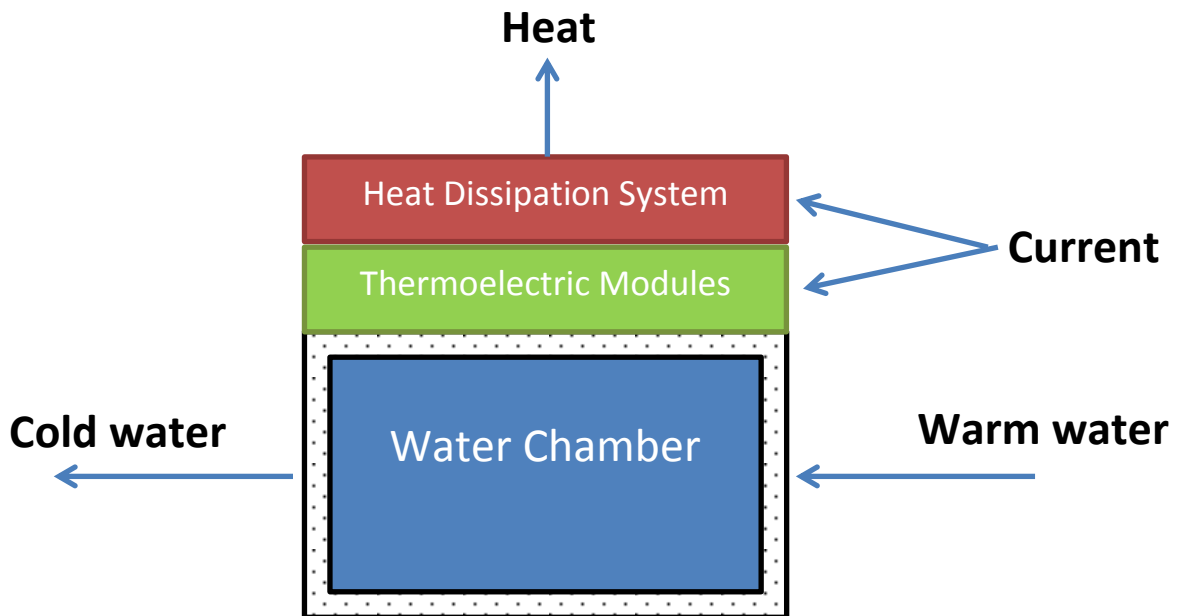 Heat
Heat Dissipation System
Current
Thermoelectric Modules
Cold water
Water Chamber
Warm water